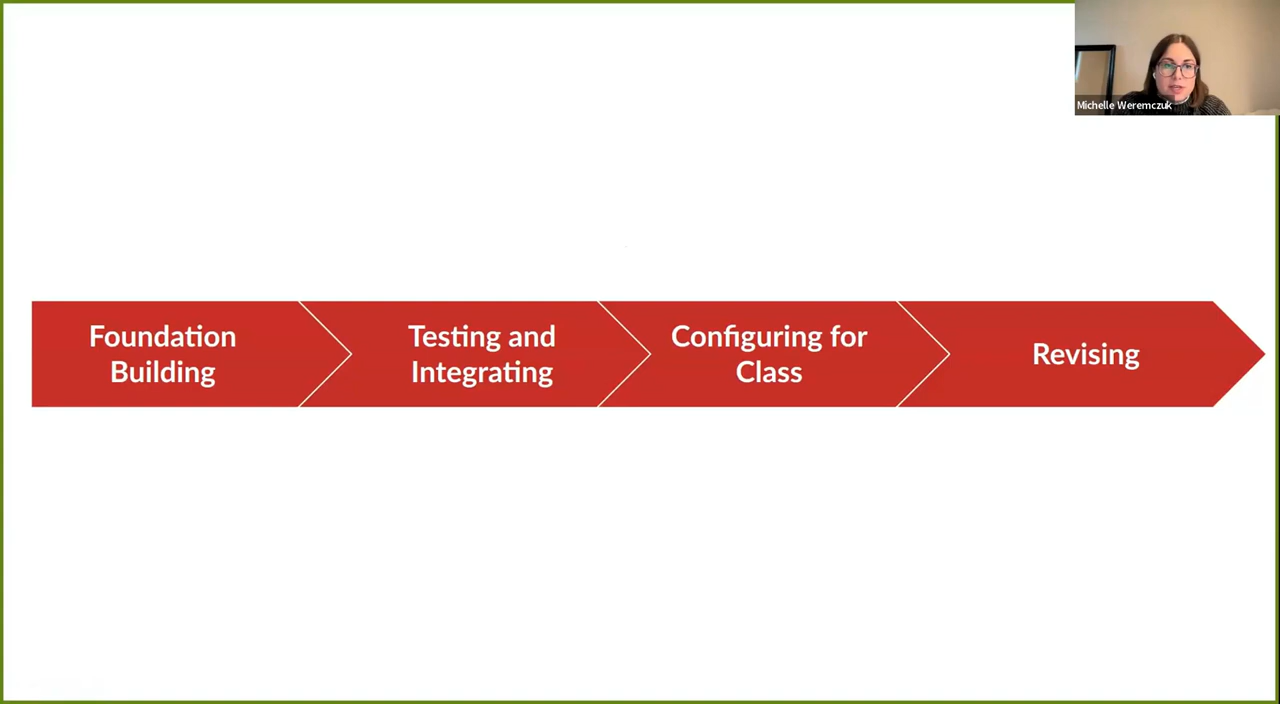 Michelle Weremczuk
Foundation
Building
Testing and
Integrating
Configuring for
Class
Revising